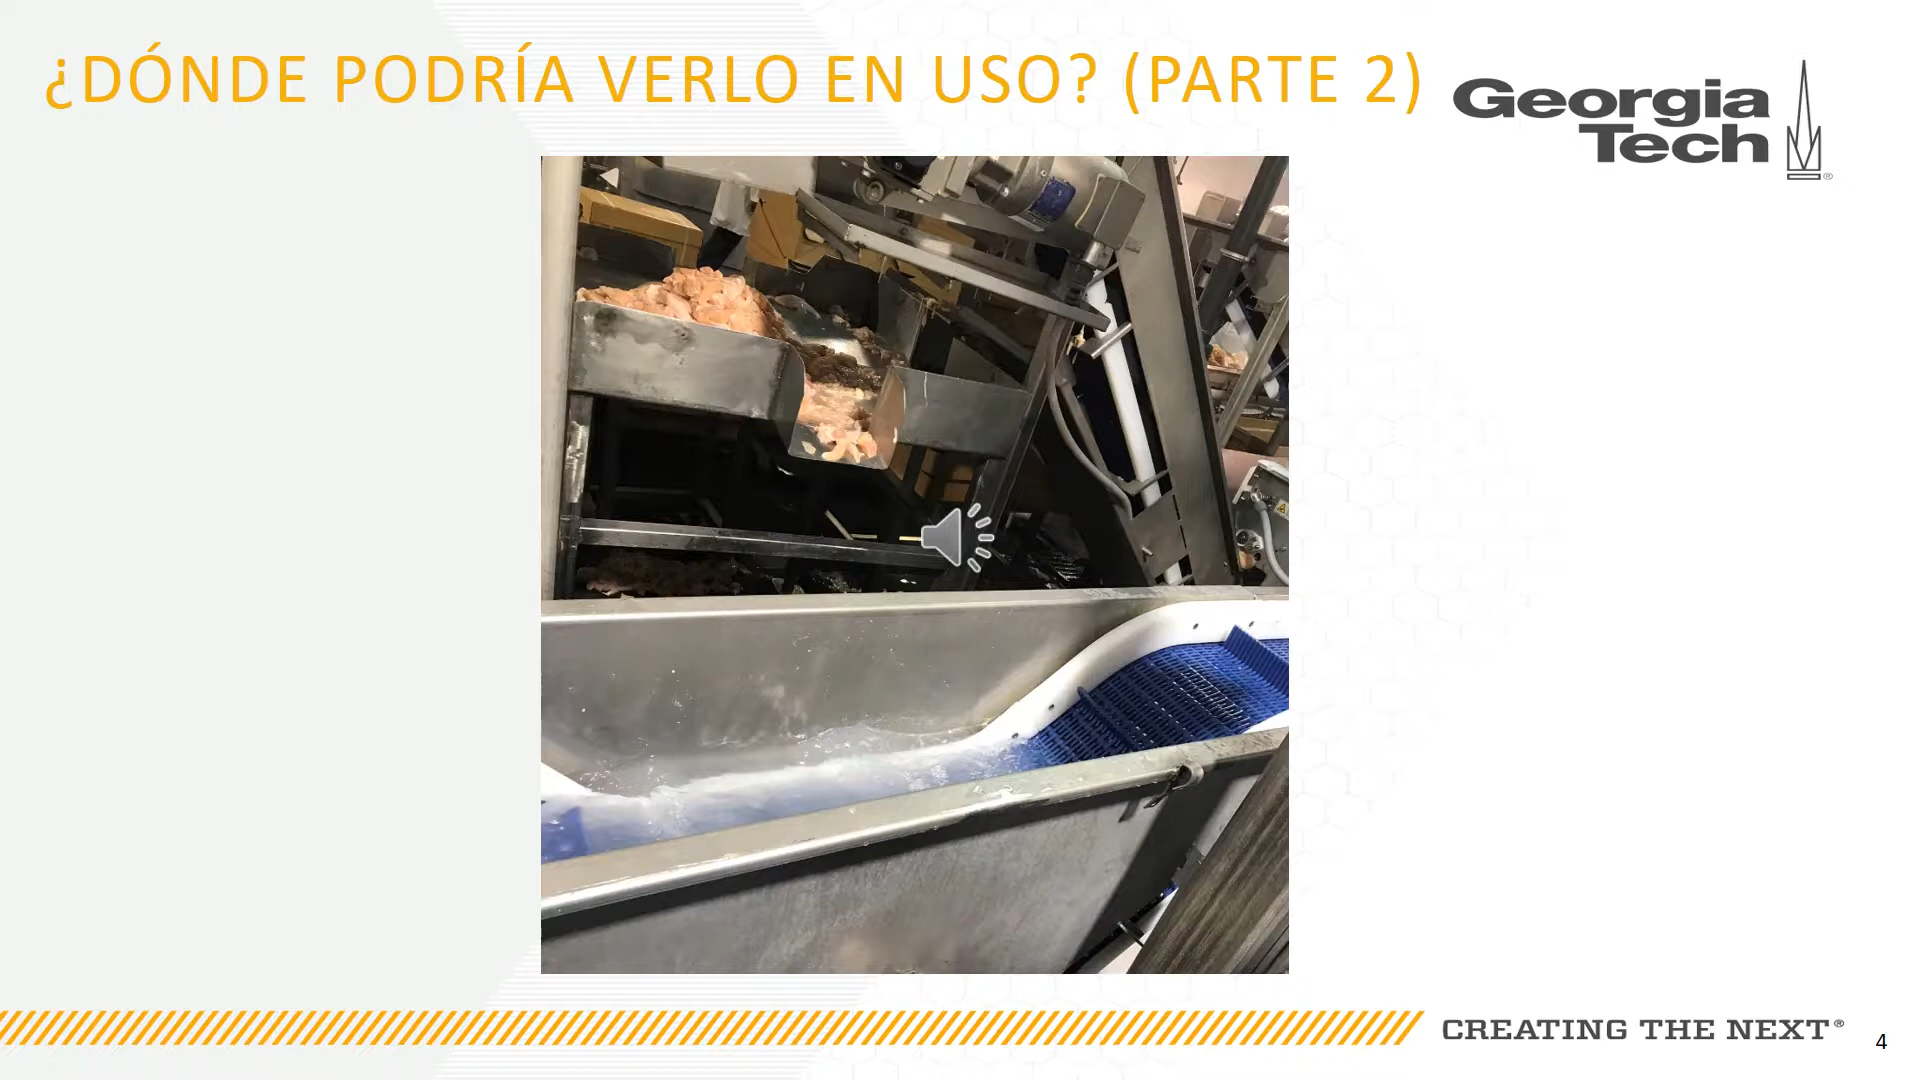 ¿DÓNDE PODRÍA VERLO EN USO? (PARTE 2)
Georgia
Tech
®
CREATING THE NEXT®
4